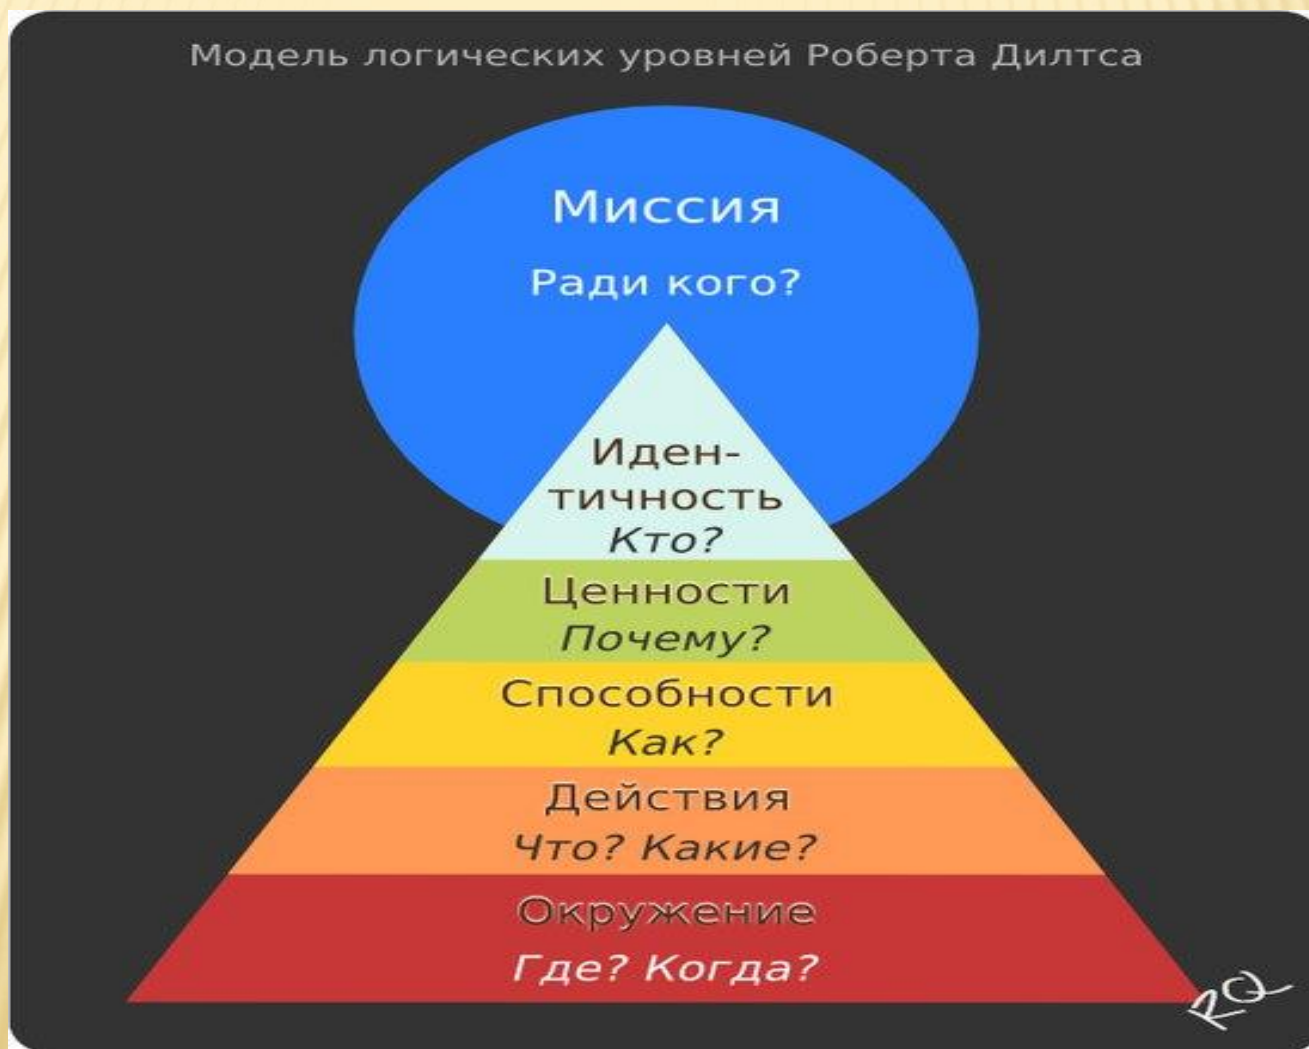 Модель логических уровней Роберта Дилтса
Миссия
Ради кого?
Иден-
тичность
Кто?
Ценности
Почему?
Способности
Как?
Действия
Что? Какие?
Окружение
Где? Когда?
RQ